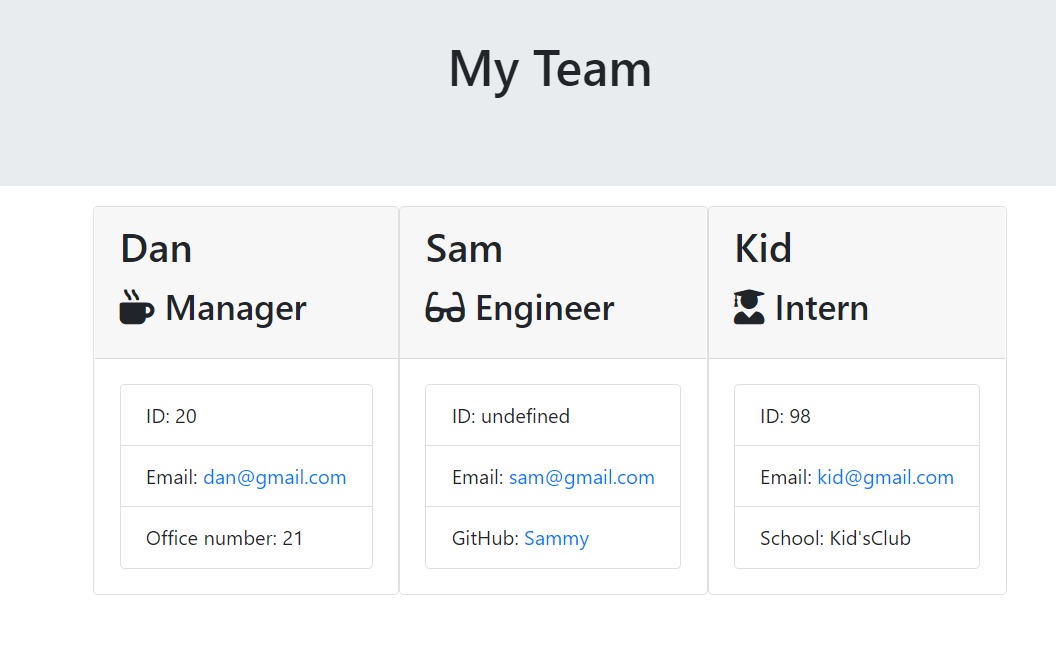 My Team
Dan
Manager
ID: 20
Email: dan@gmail.com
Office number: 21
Sam
Engineer
ID: undefined
Email: sam@gmail.com
GitHub: Sammy
Kid
Intern
ID: 98
Email: kid@gmail.com
School: Kid'sClub